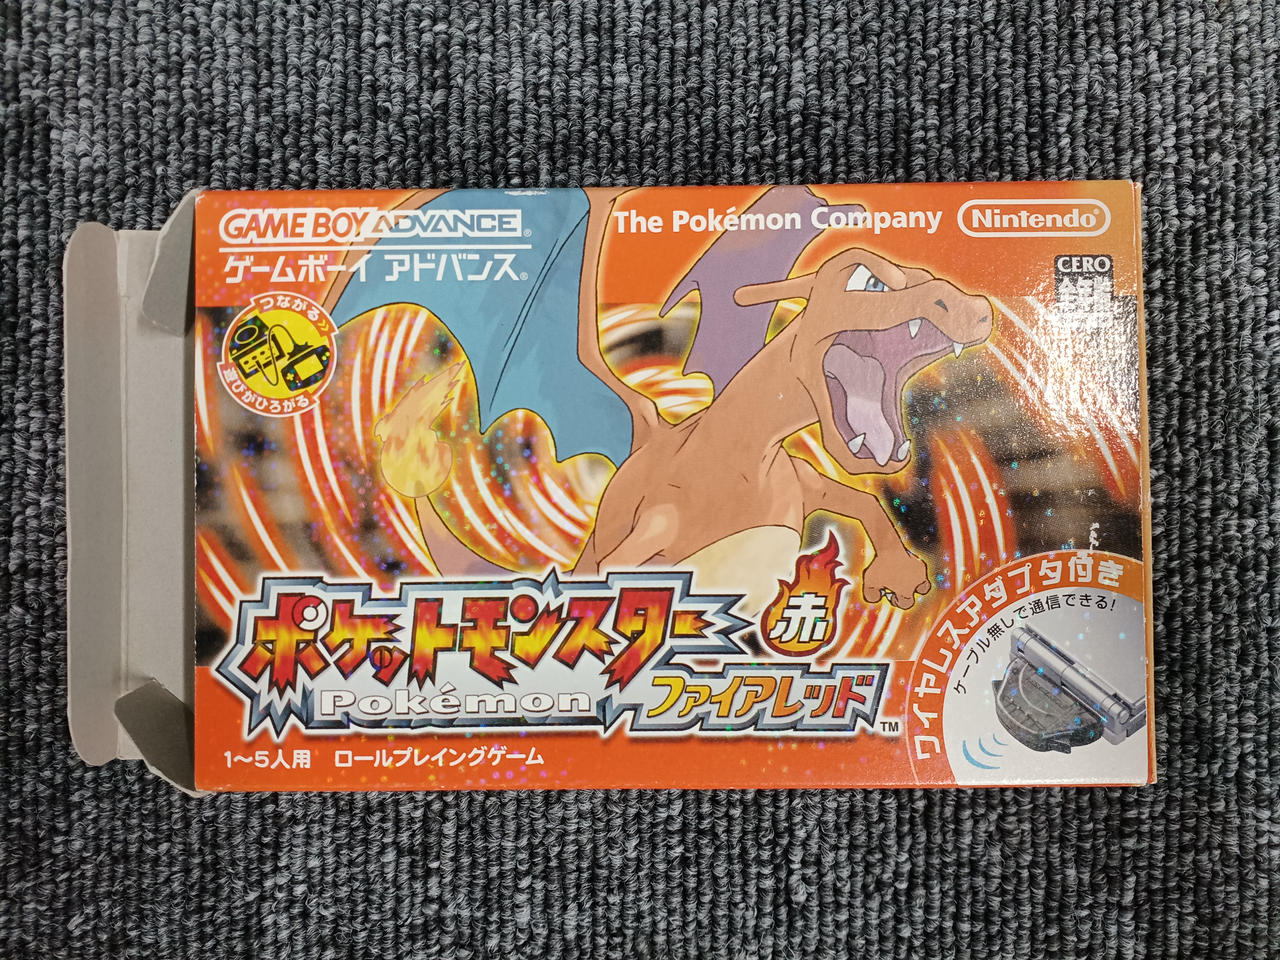 GAME BOY ADVANCE®
ゲームボーイ アドバンス®
The Pokémon Company
Nintendo®
CERO
つながる》
遊びがひろがる
ポケットモンスター
Pokémon
赤
ファイアレッド
TM
1〜5人用 ロールプレイングゲーム
ワイヤレスアダプタ付き
ケーブル無しで通信できる!